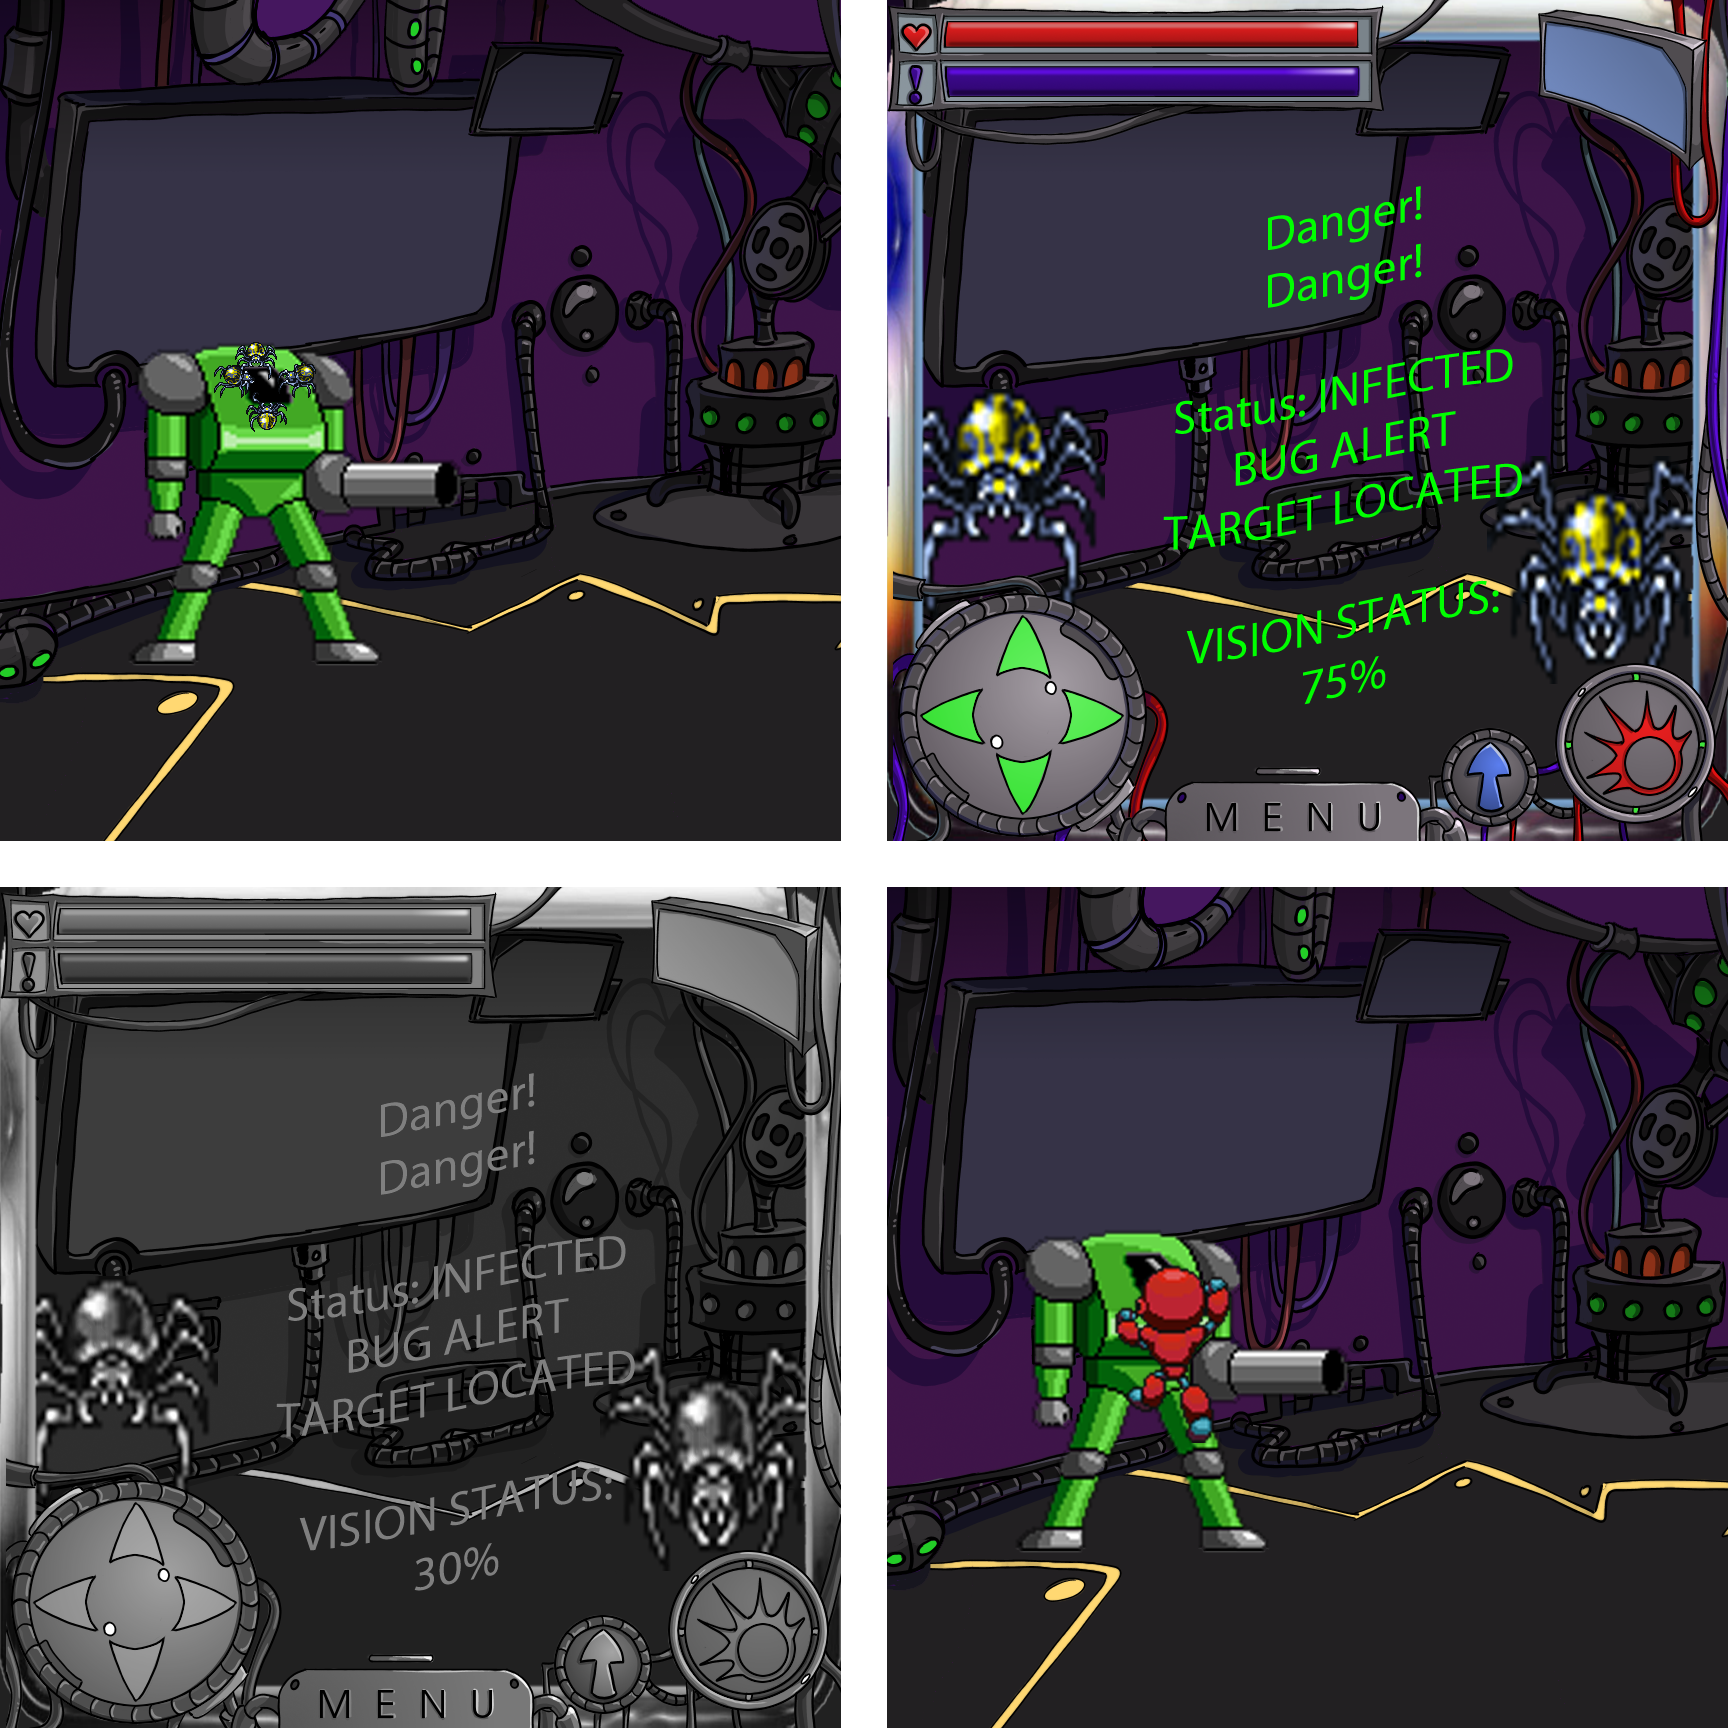 Danger!
Danger!
Status: INFECTED
BUG ALERT
TARGET LOCATED
VISION STATUS:
75%
MENU
Danger!
Danger!
Status: INFECTED
BUG ALERT
TARGET LOCATED
VISION STATUS:
30%
MENU